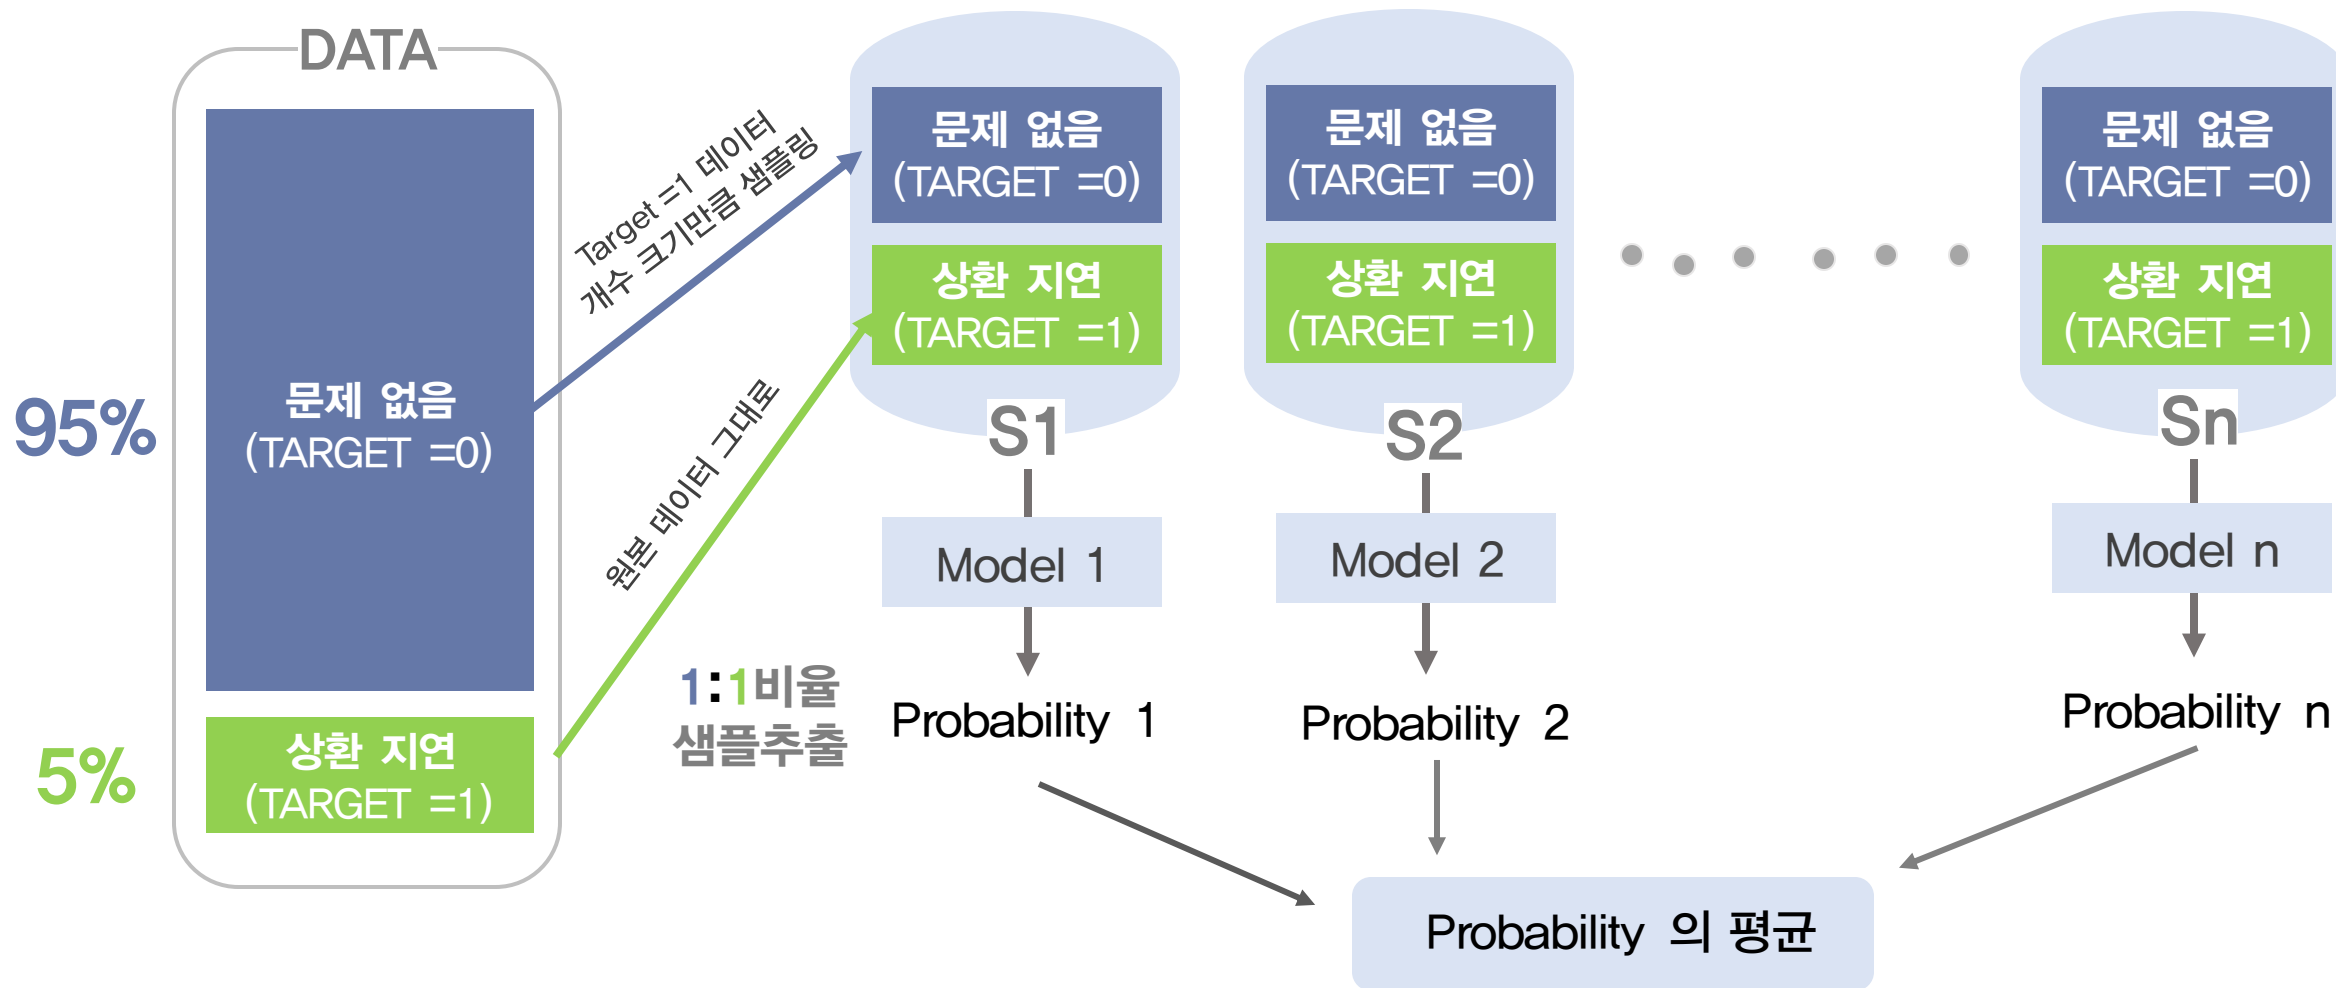 DATA
95%
문제 없음
(TARGET =0)
5%
상환 지연
(TARGET =1)
Target =1 데이터
개수 크기만큼 샘플링
원본 데이터 그대로
1:1비율
샘플추출
문제 없음
(TARGET =0)
상환 지연
(TARGET =1)
S1
Model 1
Probability 1
문제 없음
(TARGET =0)
상환 지연
(TARGET =1)
S2
Model 2
Probability 2
문제 없음
(TARGET =0)
상환 지연
(TARGET =1)
Sn
Model n
Probability n
Probability 의 평균